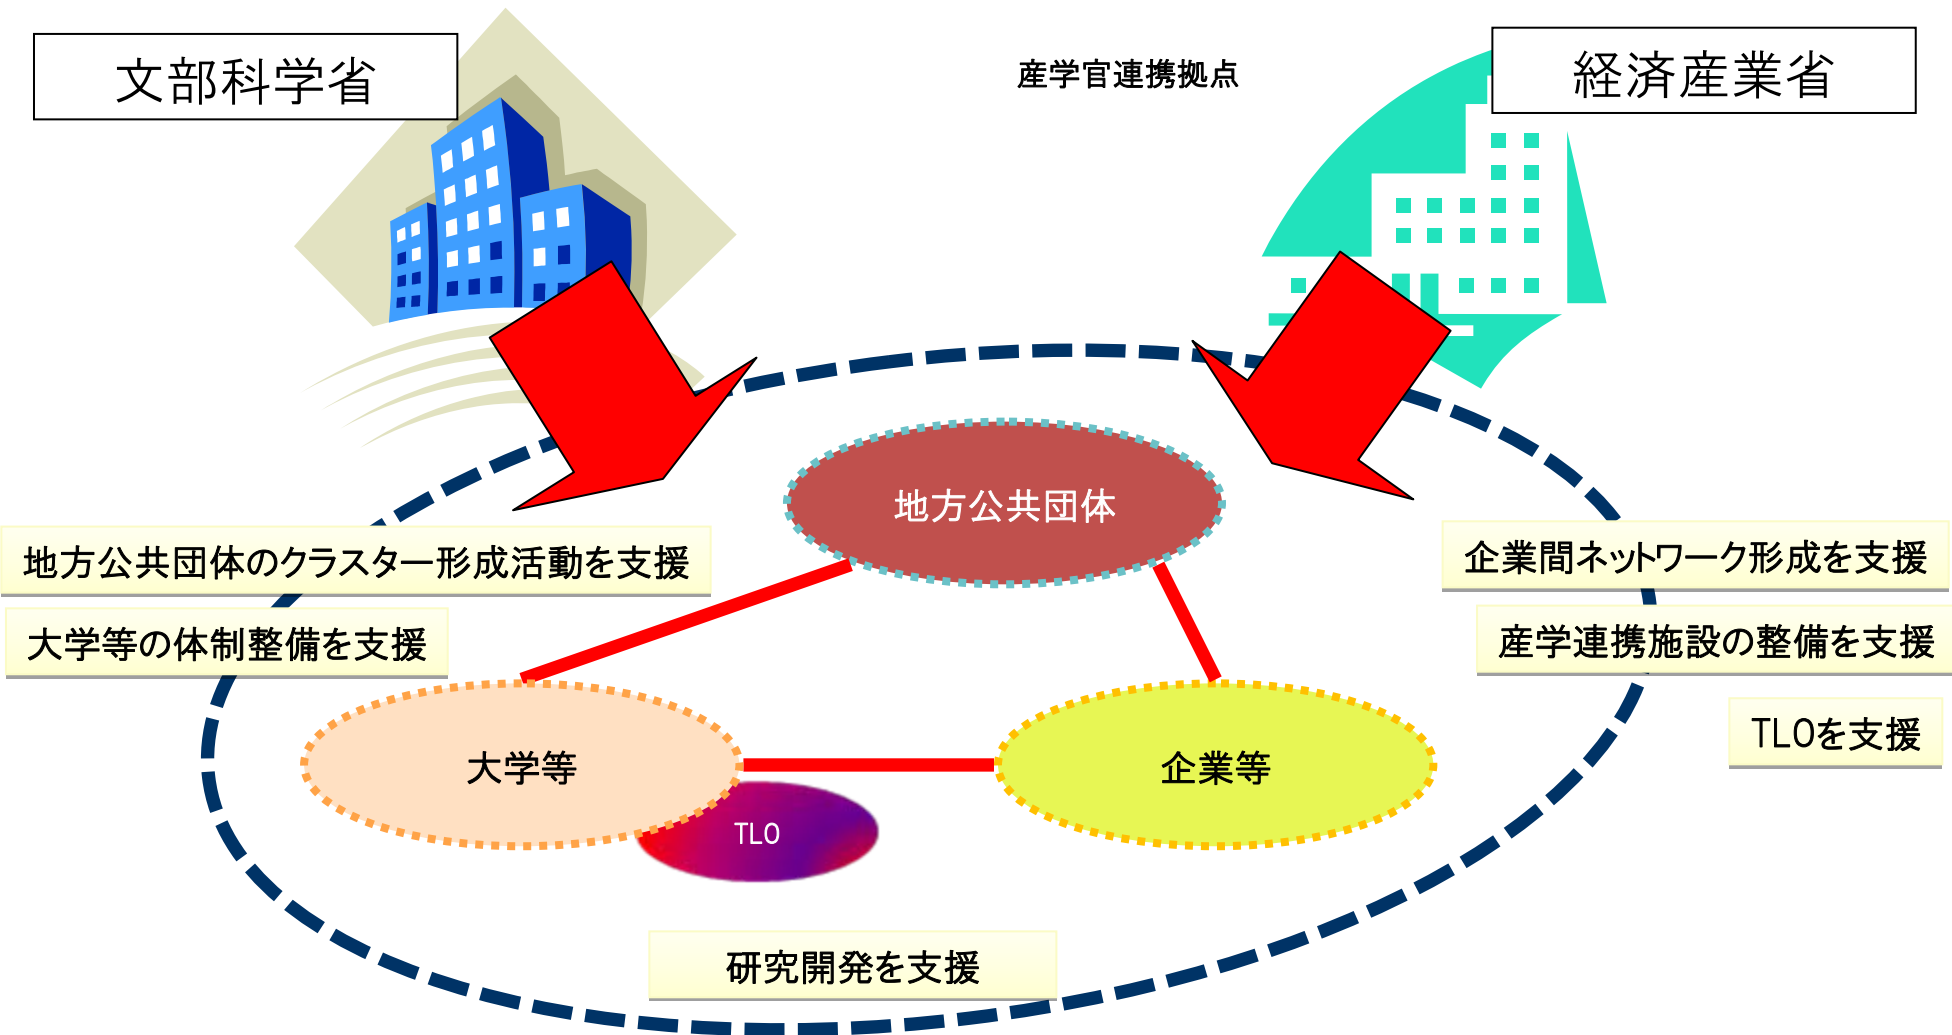 文部科学省
産学官連携拠点
経済産業省
地方公共団体
地方公共団体のクラスター形成活動を支援
企業間ネットワーク形成を支援
大学等の体制整備を支援
産学連携施設の整備を支援
TLOを支援
大学等
企業等
TLO
研究開発を支援